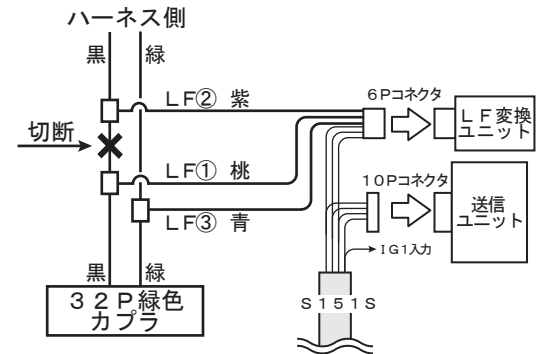 ハーネス側
黒 緑
LF② 紫
切断
LF① 桃
LF③ 青
黒 緑
32P緑色
カプラ
6Pコネクタ
LF変換
ユニット
10Pコネクタ
送信
ユニット
IG1入力
S151S